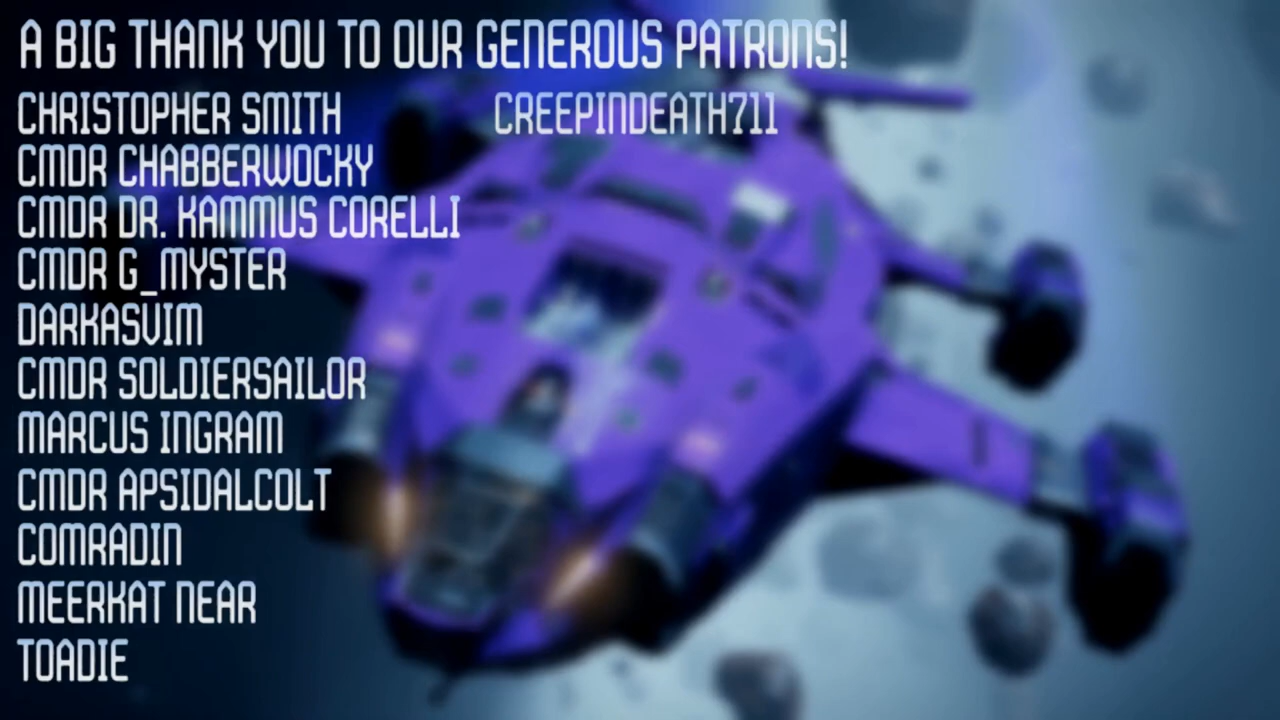 A BIG THANK YOU TO OUR GENEROUS PATRONS!
CHRISTOPHER SMITH
CMDR CHABBERWOCKY
CMDR DR. KAMMUS CORELLI
CMDR G_MYSTER
DARKASVIM
CMDR SOLDIERSAILOR
MARCUS INGRAM
CMDR APSIDALCOLT
COMRADIN
MEERKAT NEAR
TOADIE
CREEPINDEATH711